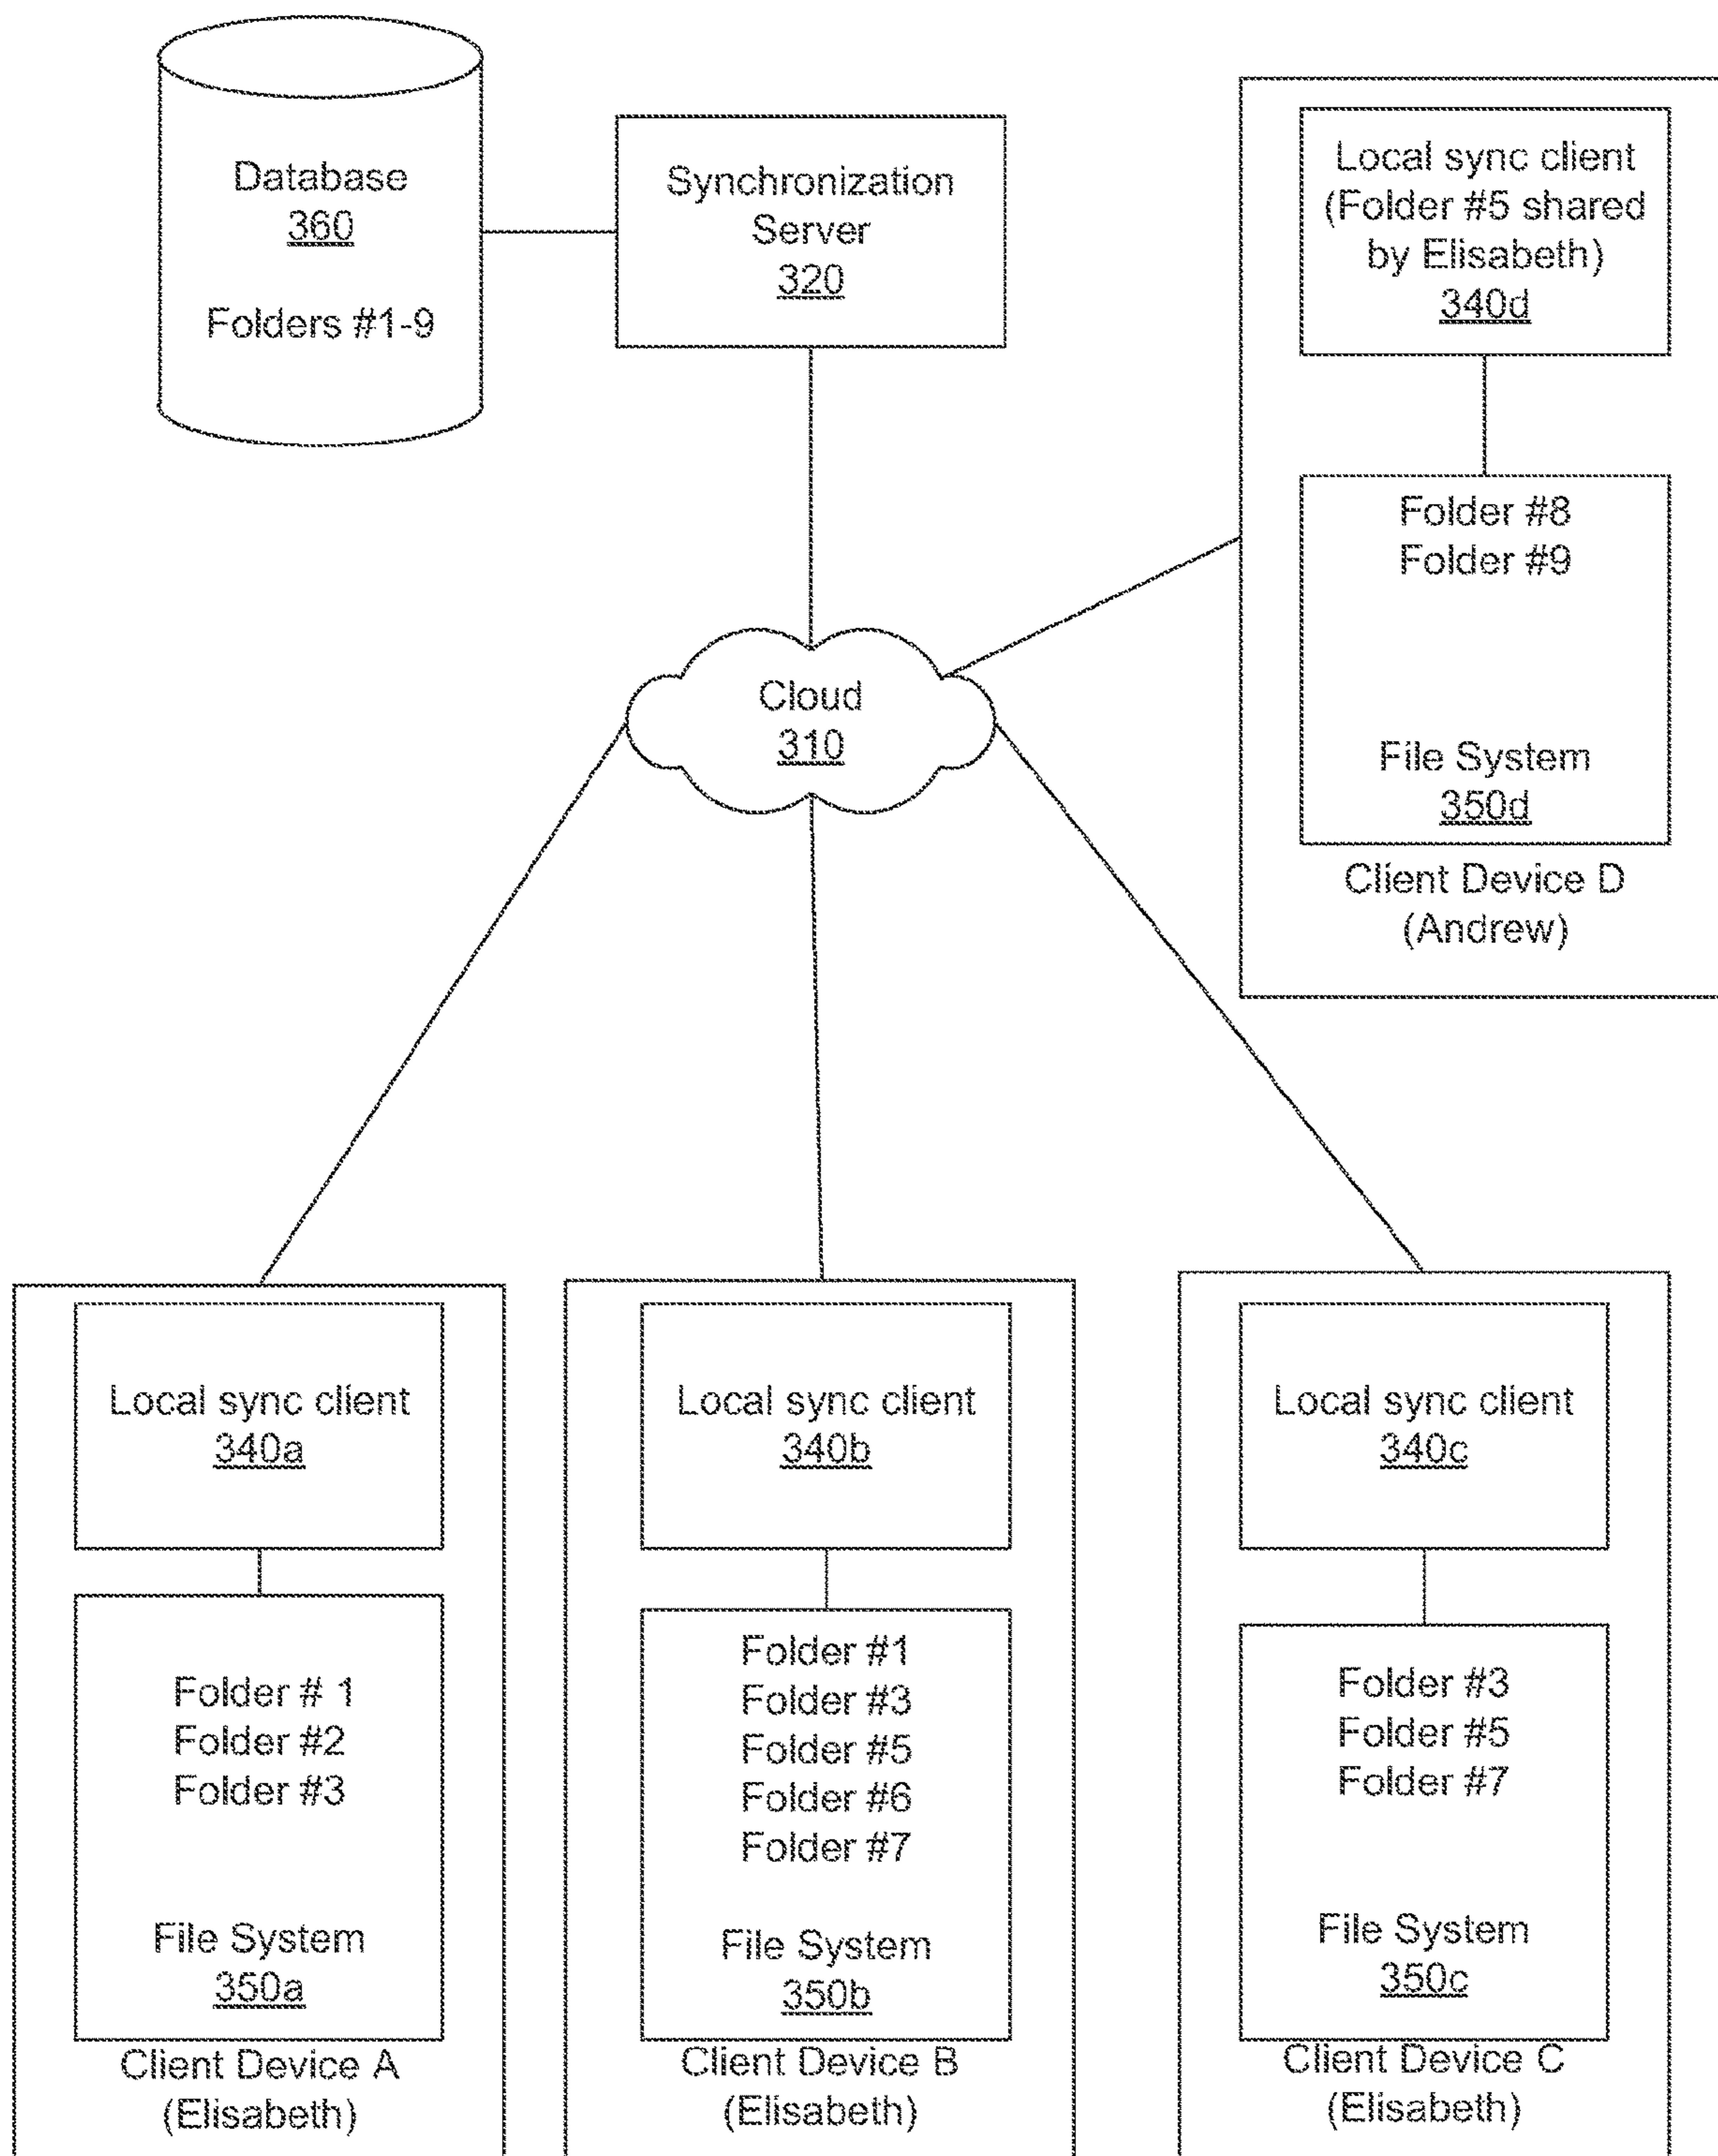 Database
360
Folders #1-9
Synchronization
Server
320
Local sync client
(Folder #5 shared
by Elisabeth)
340d
Folder #8
Folder #9
File System
350d
Client Device D
(Andrew)
Cloud
310
Local sync client
340a
Folder # 1
Folder #2
Folder #3
File System
350a
Client Device A
(Elisabeth)
Local sync client
340b
Folder #1
Folder #3
Folder #5
Folder #6
Folder #7
File System
350b
Client Device B
(Elisabeth)
Local sync client
340c
Folder #3
Folder #5
Folder #7
File System
350c
Client Device C
(Elisabeth)